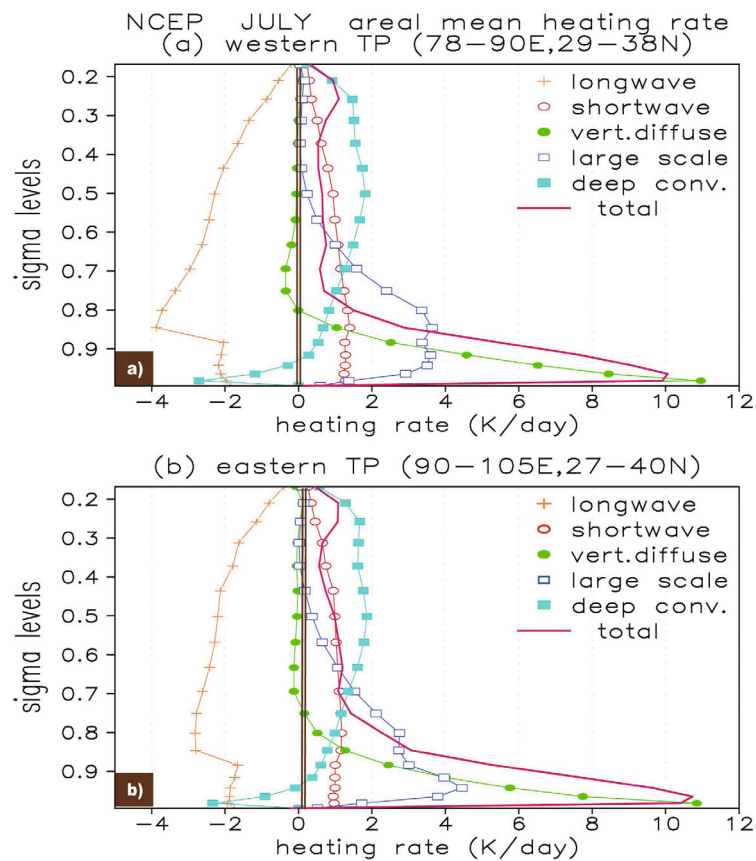 NCEP JULY areal mean heating rate
(a) western TP (78–90E,29–38N)
0.2
0.3
0.4
0.5
0.6
0.7
0.8
0.9
sigma levels
longwave
shortwave
vert.diffuse
large scale
deep conv.
total
a)
−4 −2 0 2 4 6 8 10 12
heating rate (K/day)
(b) eastern TP (90–105E,27–40N)
0.2
0.3
0.4
0.5
0.6
0.7
0.8
0.9
sigma levels
longwave
shortwave
vert.diffuse
large scale
deep conv.
total
b)
−4 −2 0 2 4 6 8 10 12
heating rate (K/day)